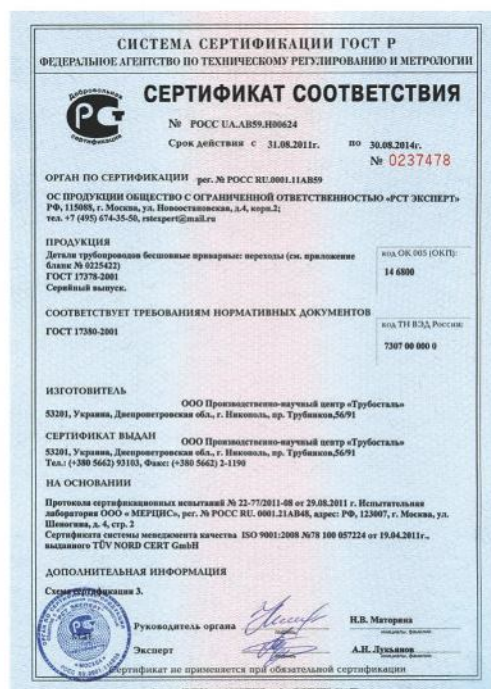 СИСТЕМА СЕРТИФИКАЦИИ ГОСТ Р
ФЕДЕРАЛЬНОЕ АГЕНТСТВО ПО ТЕХНИЧЕСКОМУ РЕГУЛИРОВАНИЮ И МЕТРОЛОГИИ
Добровольная
сертификация
СЕРТИФИКАТ СООТВЕТСТВИЯ
№ РОСС UA.АВ59.Н00624
Срок действия с 31.08.2011г. по 30.08.2014г.
№ 0237478
ОРГАН ПО СЕРТИФИКАЦИИ рег. № РОСС RU.0001.11АВ59
ОС ПРОДУКЦИИ ОБЩЕСТВО С ОГРАНИЧЕННОЙ ОТВЕТСТВЕННОСТЬЮ «РСТ ЭКСПЕРТ»
РФ, 115088, г. Москва, ул. Новоостаповская, д.4, корп.2;
тел. +7 (495) 674-35-50, rstexpert@mail.ru
ПРОДУКЦИЯ
Детали трубопроводов бесшовные приварные: переходы (см. приложение
бланк № 0225422)
ГОСТ 17378-2001
Серийный выпуск.
код ОК 005 (ОКП):
14 6800
СООТВЕТСТВУЕТ ТРЕБОВАНИЯМ НОРМАТИВНЫХ ДОКУМЕНТОВ
ГОСТ 17380-2001
код ТН ВЭД России:
7307 00 000 0
ИЗГОТОВИТЕЛЬ
ООО Производственно-научный центр «Трубосталь»
53201, Украина, Днепропетровская обл., г. Никополь, пр. Трубников,56/91
СЕРТИФИКАТ ВЫДАН
ООО Производственно-научный центр «Трубосталь»
53201, Украина, Днепропетровская обл., г. Никополь, пр. Трубников,56/91
Тел.: (+380 5662) 93103, Факс: (+380 5662) 2-1190
НА ОСНОВАНИИ
Протокола сертификационных испытаний № 22-77/2011-08 от 29.08.2011 г. Испытательная
лаборатория ООО « МЕРЦИС», рег. № РОСС RU. 0001.21АВ48, адрес: РФ, 123007, г. Москва, ул.
Шеногина, д. 4, стр. 2
Сертификата системы менеджмента качества ISO 9001:2008 №78 100 057224 от 19.04.2011г.,
выданного TÜV NORD CERT GmbH
ДОПОЛНИТЕЛЬНАЯ ИНФОРМАЦИЯ
Схема сертификации 3.
Руководитель органа
Н.В. Маторина
инициалы, фамилия
Эксперт
А.Н. Лукьянов
инициалы, фамилия
Сертификат не применяется при обязательной сертификации